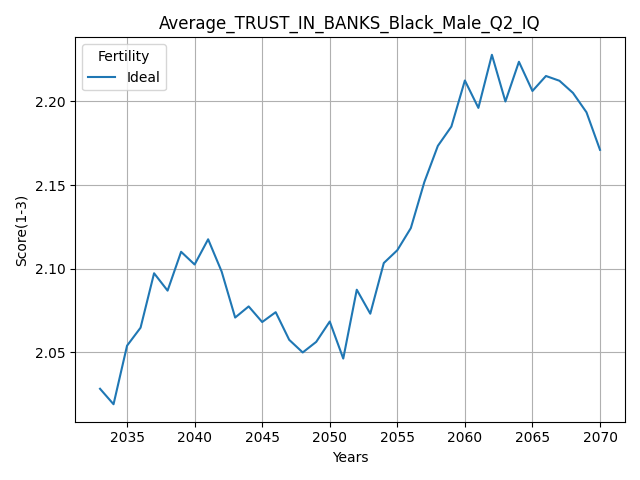 Average_TRUST_IN_BANKS_Black_Male_Q2_IQ
Fertility
Ideal
Score(1-3)
2.20
2.15
2.10
2.05
2035 2040 2045 2050 2055 2060 2065 2070
Years